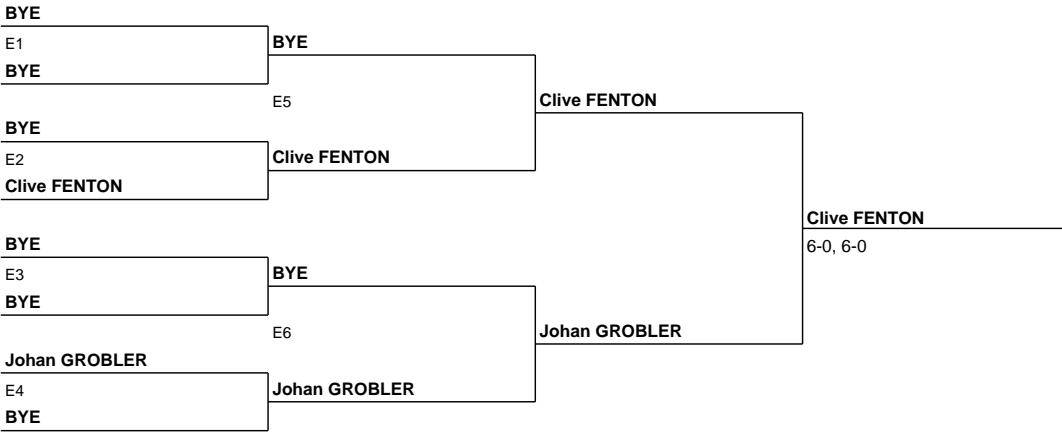 BYE
E1
BYE
BYE
E5
Clive FENTON
BYE
E2
Clive FENTON
Clive FENTON
Clive FENTON
6-0, 6-0
BYE
E3
BYE
BYE
E6
Johan GROBLER
Johan GROBLER
E4
Johan GROBLER
BYE